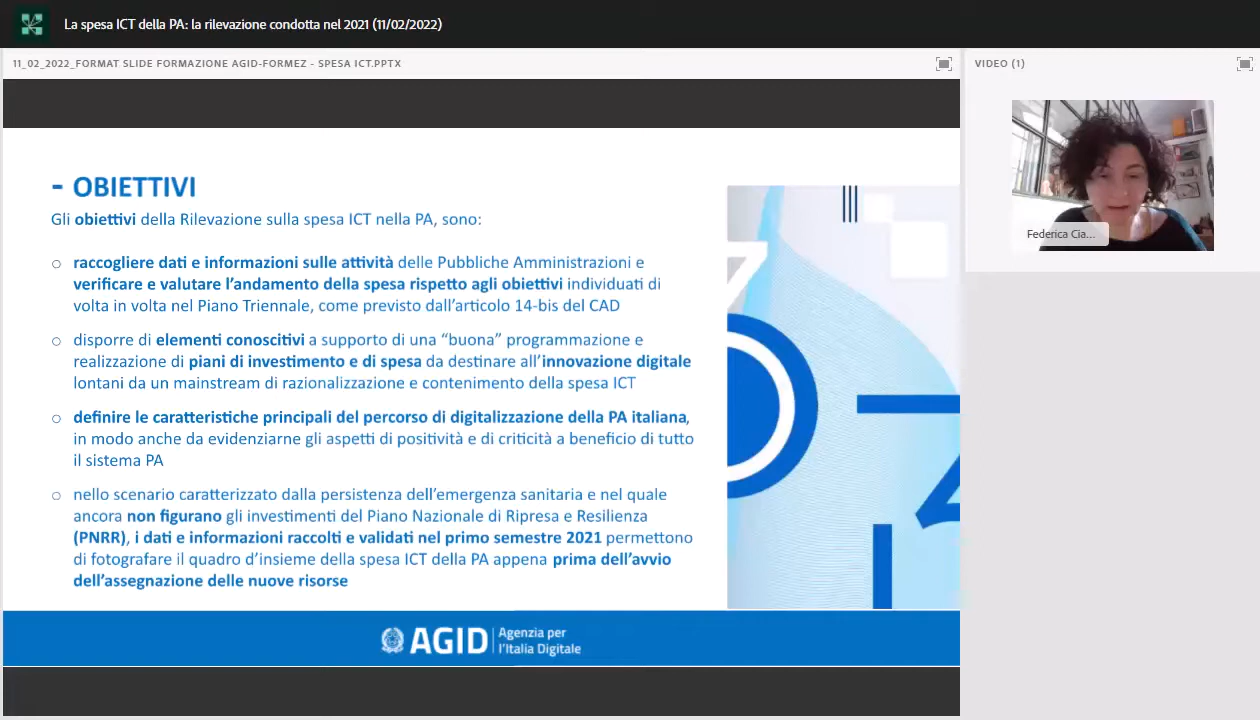 La spesa ICT della PA: la rilevazione condotta nel 2021 (11/02/2022)
11_02_2022_FORMAT SLIDE FORMAZIONE AGID-FORMEZ - SPESA ICT.PPTX
VIDEO (1)
- OBIETTIVI
Gli obiettivi della Rilevazione sulla spesa ICT nella PA, sono:
○ raccogliere dati e informazioni sulle attività delle Pubbliche Amministrazioni e
verificare e valutare l'andamento della spesa rispetto agli obiettivi individuati di
volta in volta nel Piano Triennale, come previsto dall'articolo 14-bis del CAD
○ disporre di elementi conoscitivi a supporto di una “buona” programmazione e
realizzazione di piani di investimento e di spesa da destinare all'innovazione digitale
lontani da un mainstream di razionalizzazione e contenimento della spesa ICT
○ definire le caratteristiche principali del percorso di digitalizzazione della PA italiana,
in modo anche da evidenziarne gli aspetti di positività e di criticità a beneficio di tutto
il sistema PA
○ nello scenario caratterizzato dalla persistenza dell'emergenza sanitaria e nel quale
ancora non figurano gli investimenti del Piano Nazionale di Ripresa e Resilienza
(PNRR), i dati e informazioni raccolti e validati nel primo semestre 2021 permettono
di fotografare il quadro d'insieme della spesa ICT della PA appena prima dell'avvio
dell'assegnazione delle nuove risorse
Federica Cia...
AGID
Agenzia per
l'Italia Digitale